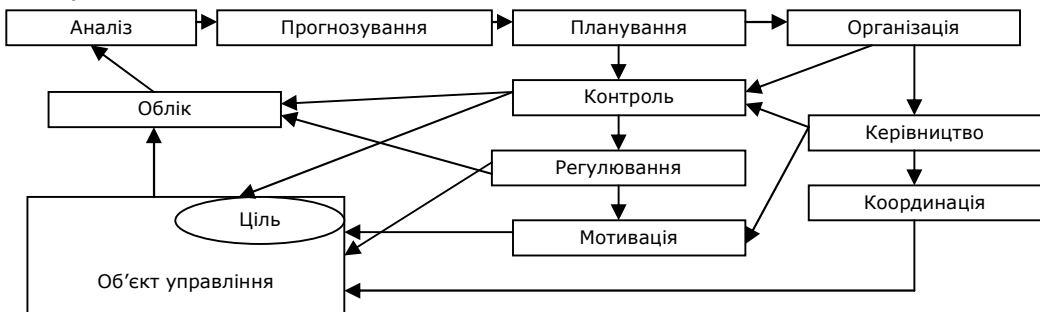 Аналіз
Прогнозування
Планування
Організація
Облік
Контроль
Керівництво
Регулювання
Координація
Ціль
Мотивація
Об’єкт управління